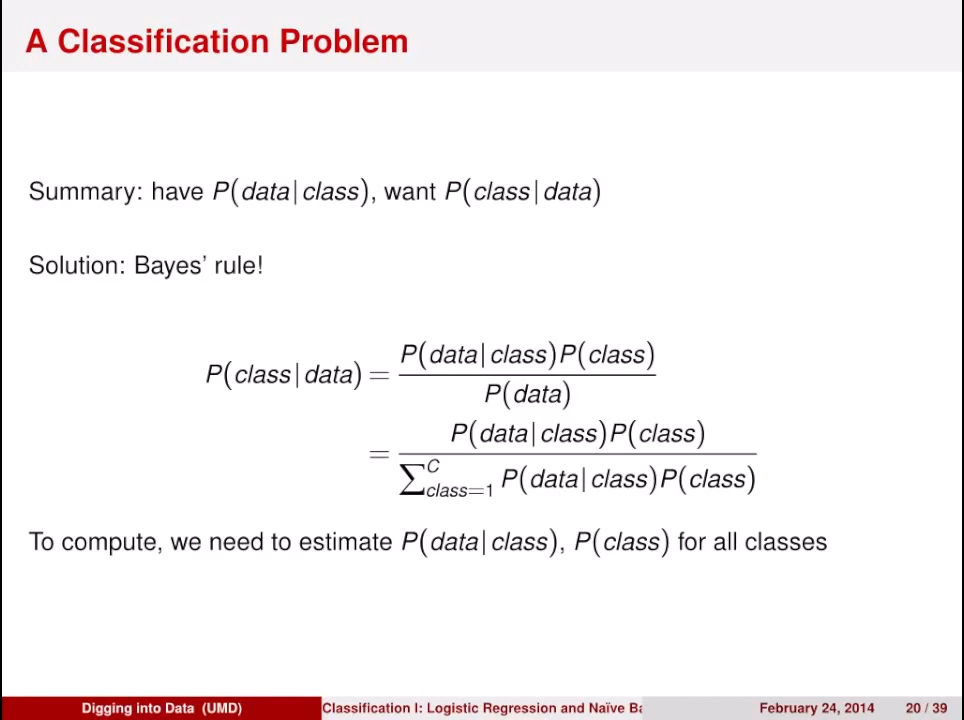 A Classification Problem
Summary: have P(data|class), want P(class|data)
Solution: Bayes' rule!
P(class|data) = P(data|class)P(class) / P(data)
= P(data|class)P(class) / ∑_{class=1}^{C} P(data|class)P(class)
To compute, we need to estimate P(data|class), P(class) for all classes
Digging into Data (UMD) Classification I: Logistic Regression and Naïve Ba February 24, 2014 20 / 39